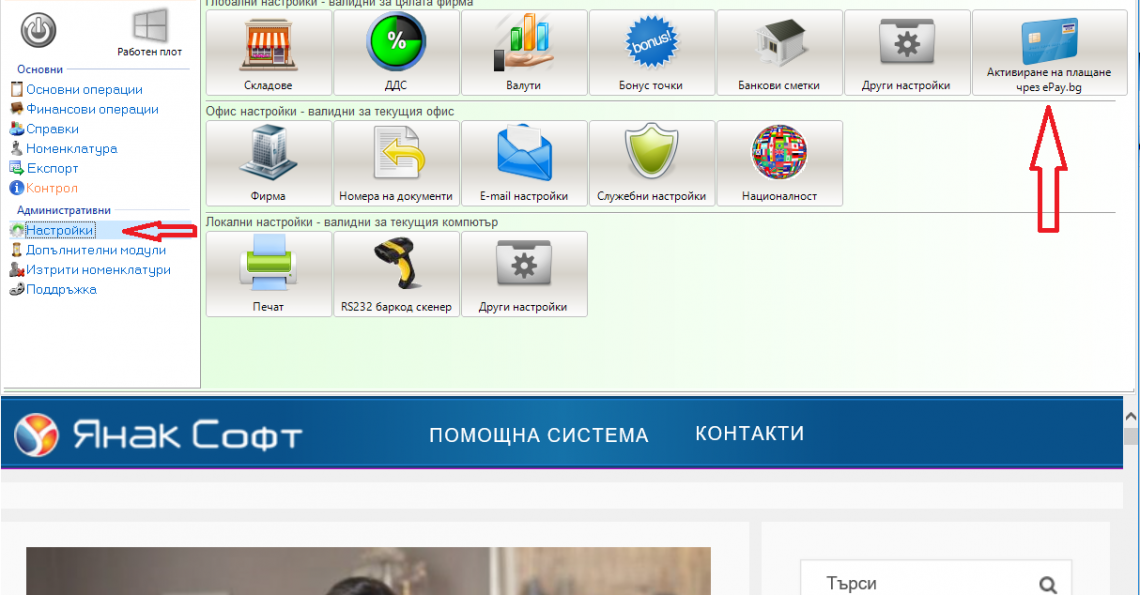 Глобални настройки - валидни за цялата фирма
Работен плот
Основни
Основни операции
Финансови операции
Справки
Номенклатура
Експорт
Контрол
Административни
Настройки
Допълнителни модули
Изтрити номенклатури
Поддръжка
%
bonus!
Складове
ДДС
Валути
Бонус точки
Банкови сметки
Други настройки
Активиране на плащане
чрез ePay.bg
Офис настройки - валидни за текущия офис
Фирма
Номера на документи
E-mail настройки
Служебни настройки
Националност
Локални настройки - валидни за текущия компютър
Печат
RS232 баркод скенер
Други настройки
Янак Софт
ПОМОЩНА СИСТЕМА
КОНТАКТИ
Търси